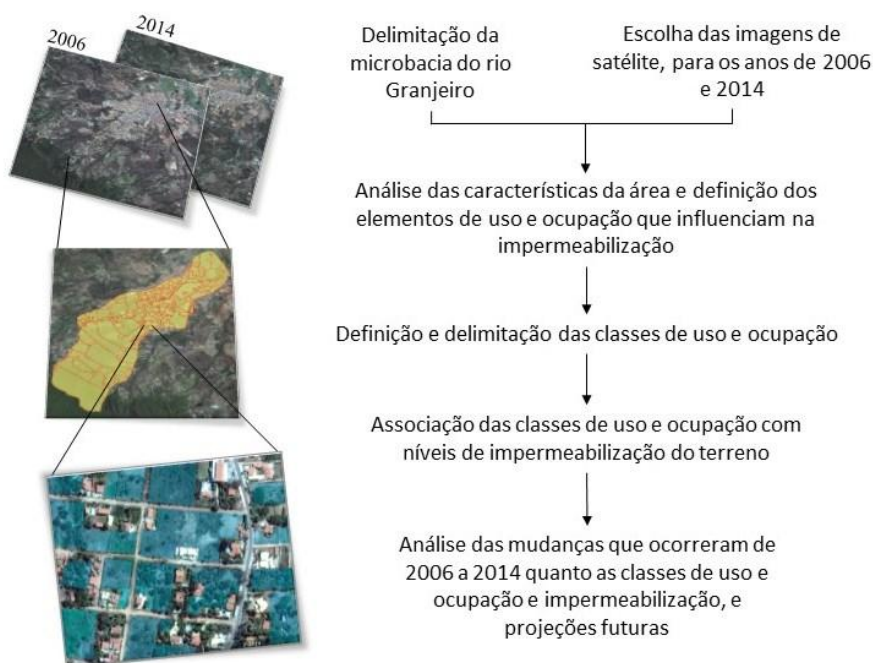 2006
2014
Delimitação da
microbacia do rio
Granjeiro
Escolha das imagens de
satélite, para os anos de 2006
e 2014
Análise das características da área e definição dos
elementos de uso e ocupação que influenciam na
impermeabilização
Definição e delimitação das classes de uso e ocupação
Associação das classes de uso e ocupação com
níveis de impermeabilização do terreno
Análise das mudanças que ocorreram de
2006 a 2014 quanto as classes de uso e
ocupação e impermeabilização, e
projeções futuras